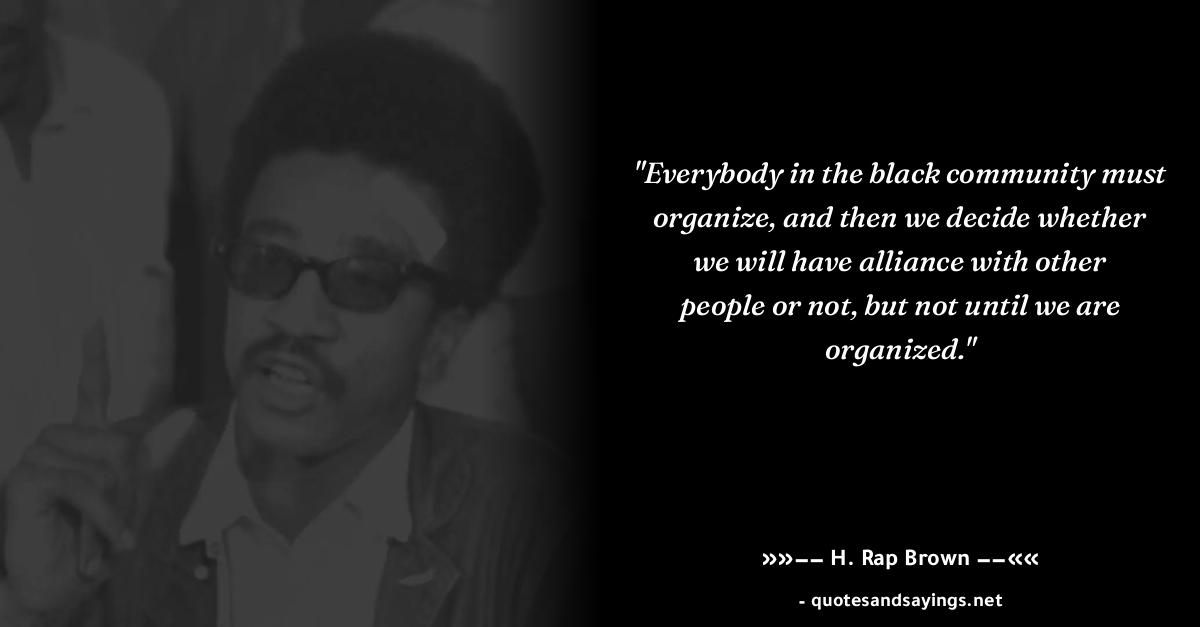 "Everybody in the black community must
organize, and then we decide whether
we will have alliance with other
people or not, but not until we are
organized."
»»–– H. Rap Brown ––««
- quotesandsayings.net